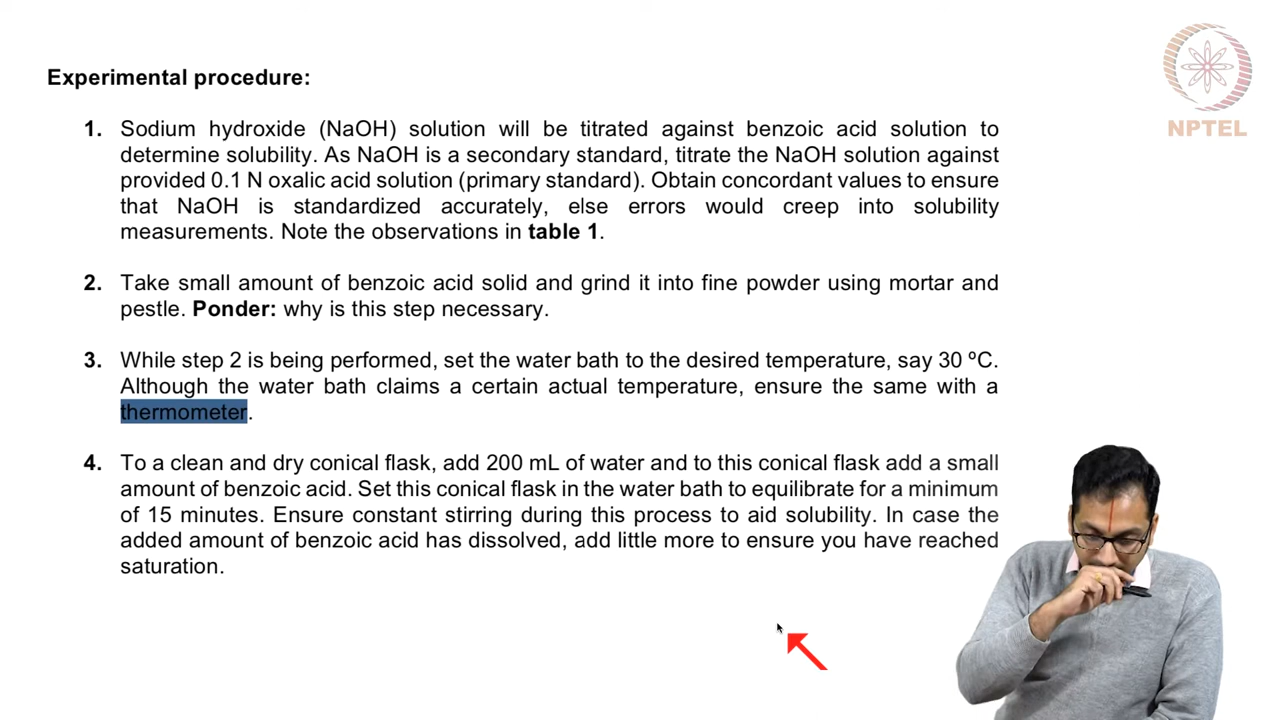 Experimental procedure:
1. Sodium hydroxide (NaOH) solution will be titrated against benzoic acid solution to
determine solubility. As NaOH is a secondary standard, titrate the NaOH solution against
provided 0.1 N oxalic acid solution (primary standard). Obtain concordant values to ensure
that NaOH is standardized accurately, else errors would creep into solubility
measurements. Note the observations in table 1.
2. Take small amount of benzoic acid solid and grind it into fine powder using mortar and
pestle. Ponder: why is this step necessary.
3. While step 2 is being performed, set the water bath to the desired temperature, say 30 ºC.
Although the water bath claims a certain actual temperature, ensure the same with a
thermometer.
4. To a clean and dry conical flask, add 200 mL of water and to this conical flask add a small
amount of benzoic acid. Set this conical flask in the water bath to equilibrate for a minimum
of 15 minutes. Ensure constant stirring during this process to aid solubility. In case the
added amount of benzoic acid has dissolved, add little more to ensure you have reached
saturation.
NPTEL